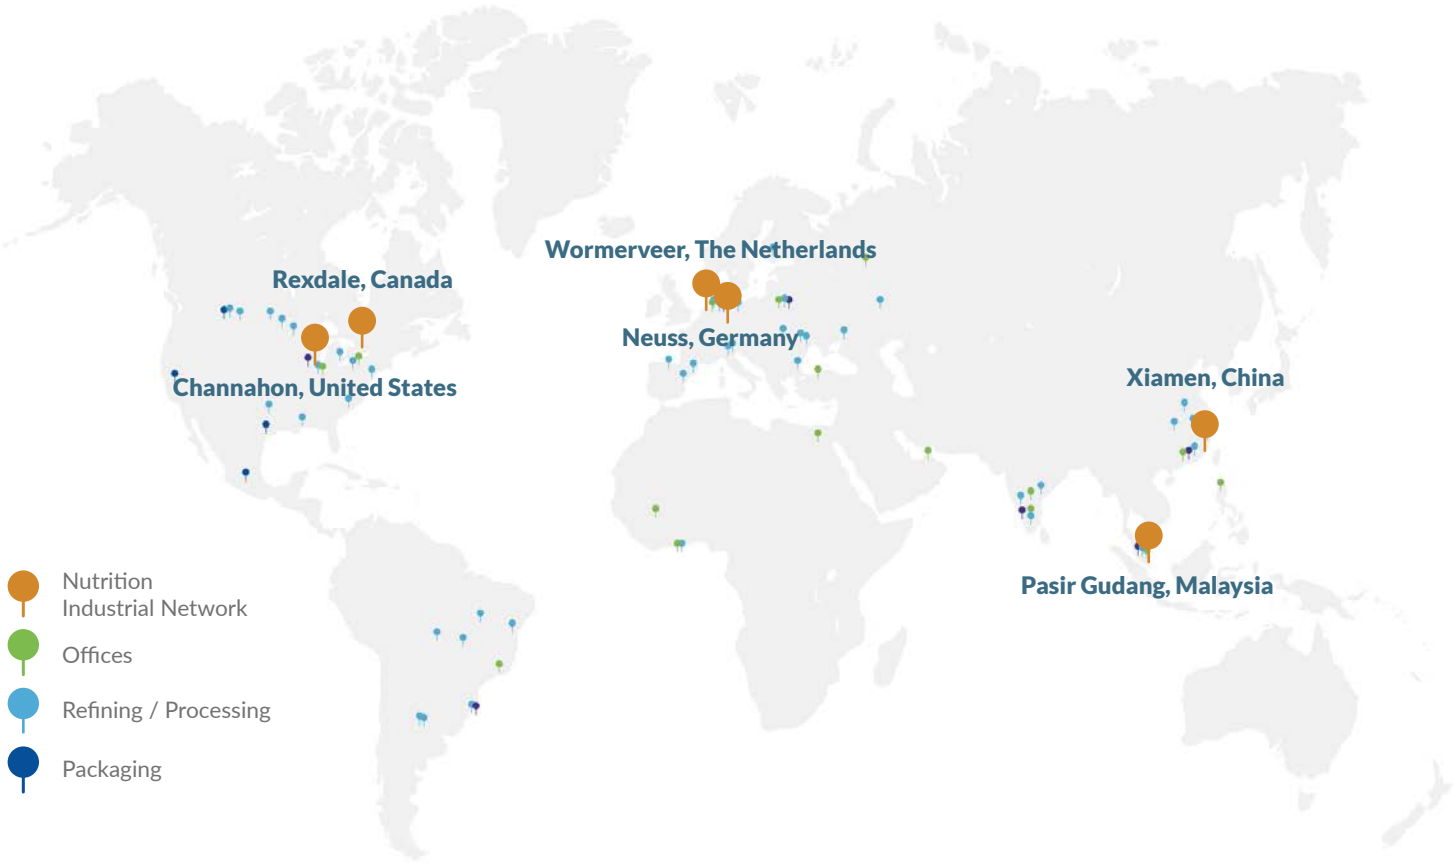 Wormerveer, The Netherlands
Rexdale, Canada
Neuss, Germany
Channahon, United States
Xiamen, China
Pasir Gudang, Malaysia
Nutrition
Industrial Network
Offices
Refining / Processing
Packaging